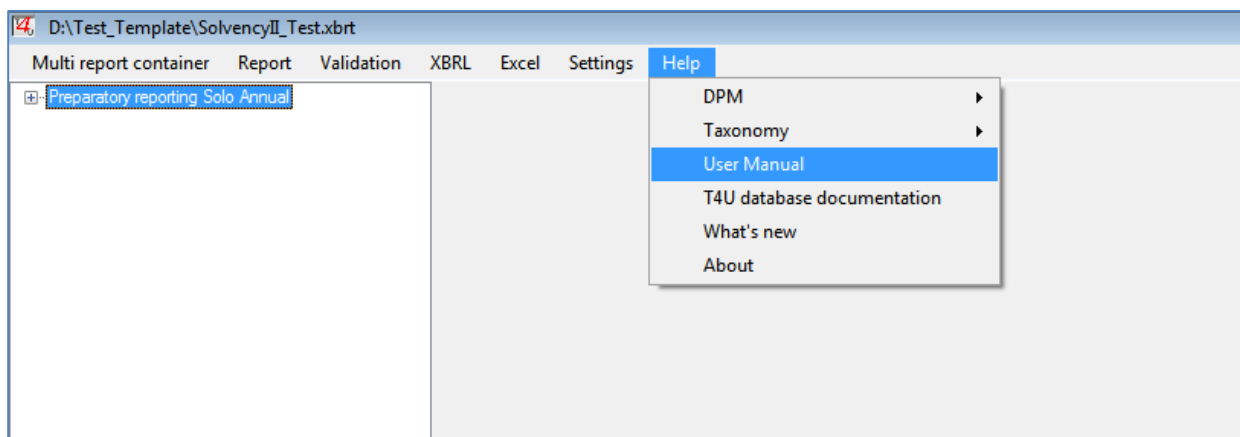 D:\Test_Template\SolvencyII_Test.xbrt
Multi report container Report Validation XBRL Excel Settings Help
Preparatory reporting Solo Annual
DPM
Taxonomy
User Manual
T4U database documentation
What's new
About